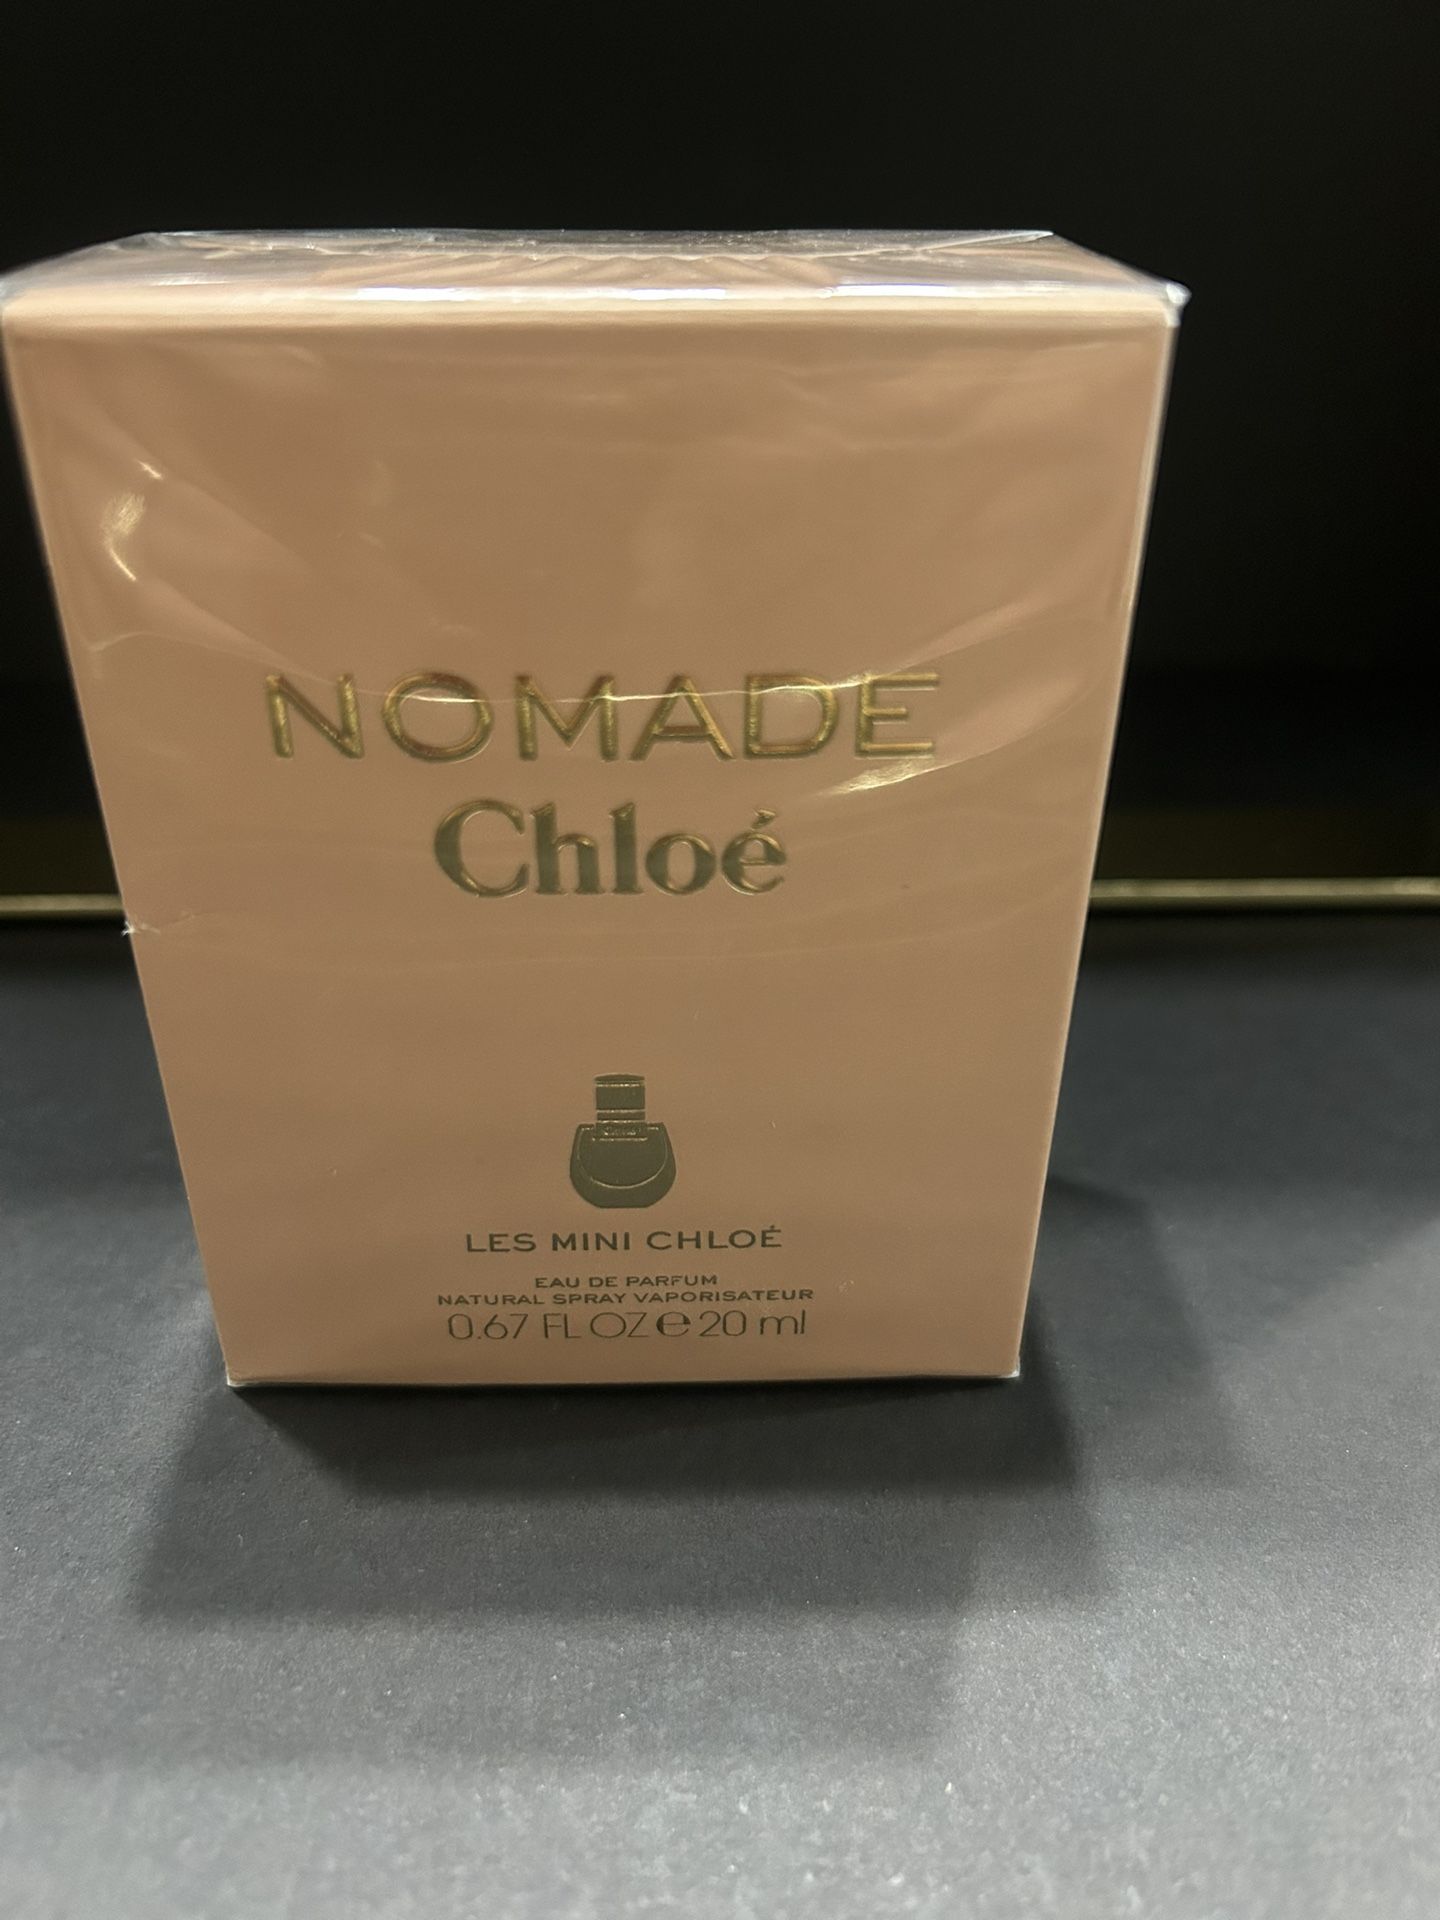 NOMADE
Chloé
LES MINI CHLOÉ
EAU DE PARFUM
NATURAL SPRAY VAPORISATEUR
0.67 FL OZ ℮ 20 ml